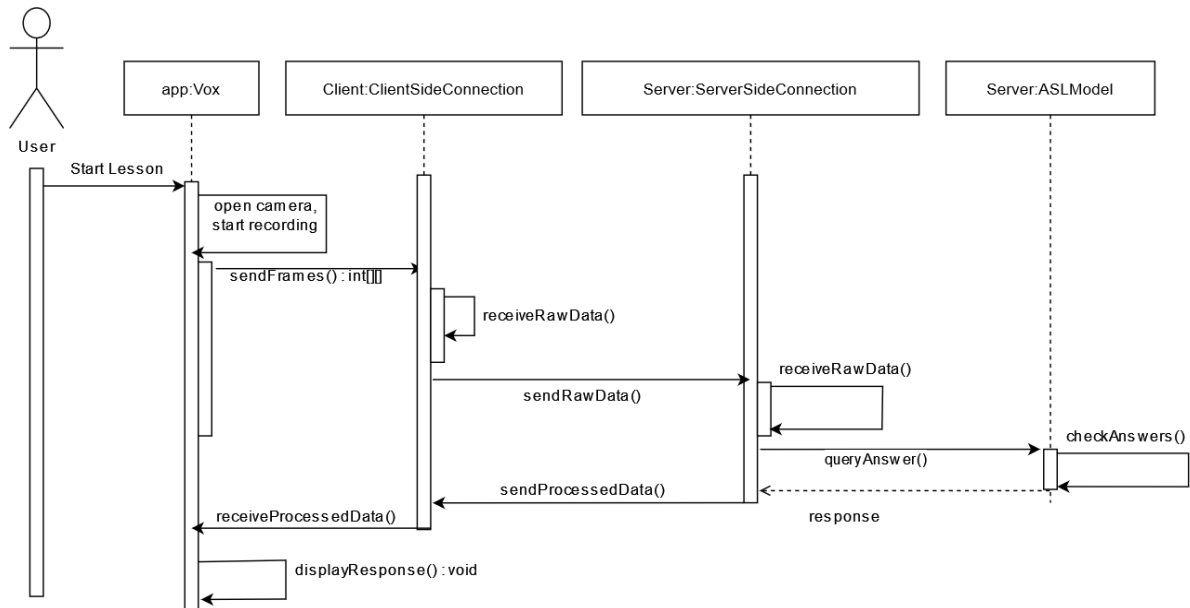 app:Vox
Client:ClientSideConnection
Server:ServerSideConnection
Server:ASLModel
User
Start Lesson
open camera,
start recording
sendFrames() : int[][]
receiveRawData()
receiveRawData()
sendRawData()
checkAnswers()
queryAnswer()
sendProcessedData()
receiveProcessedData()
response
displayResponse() : void